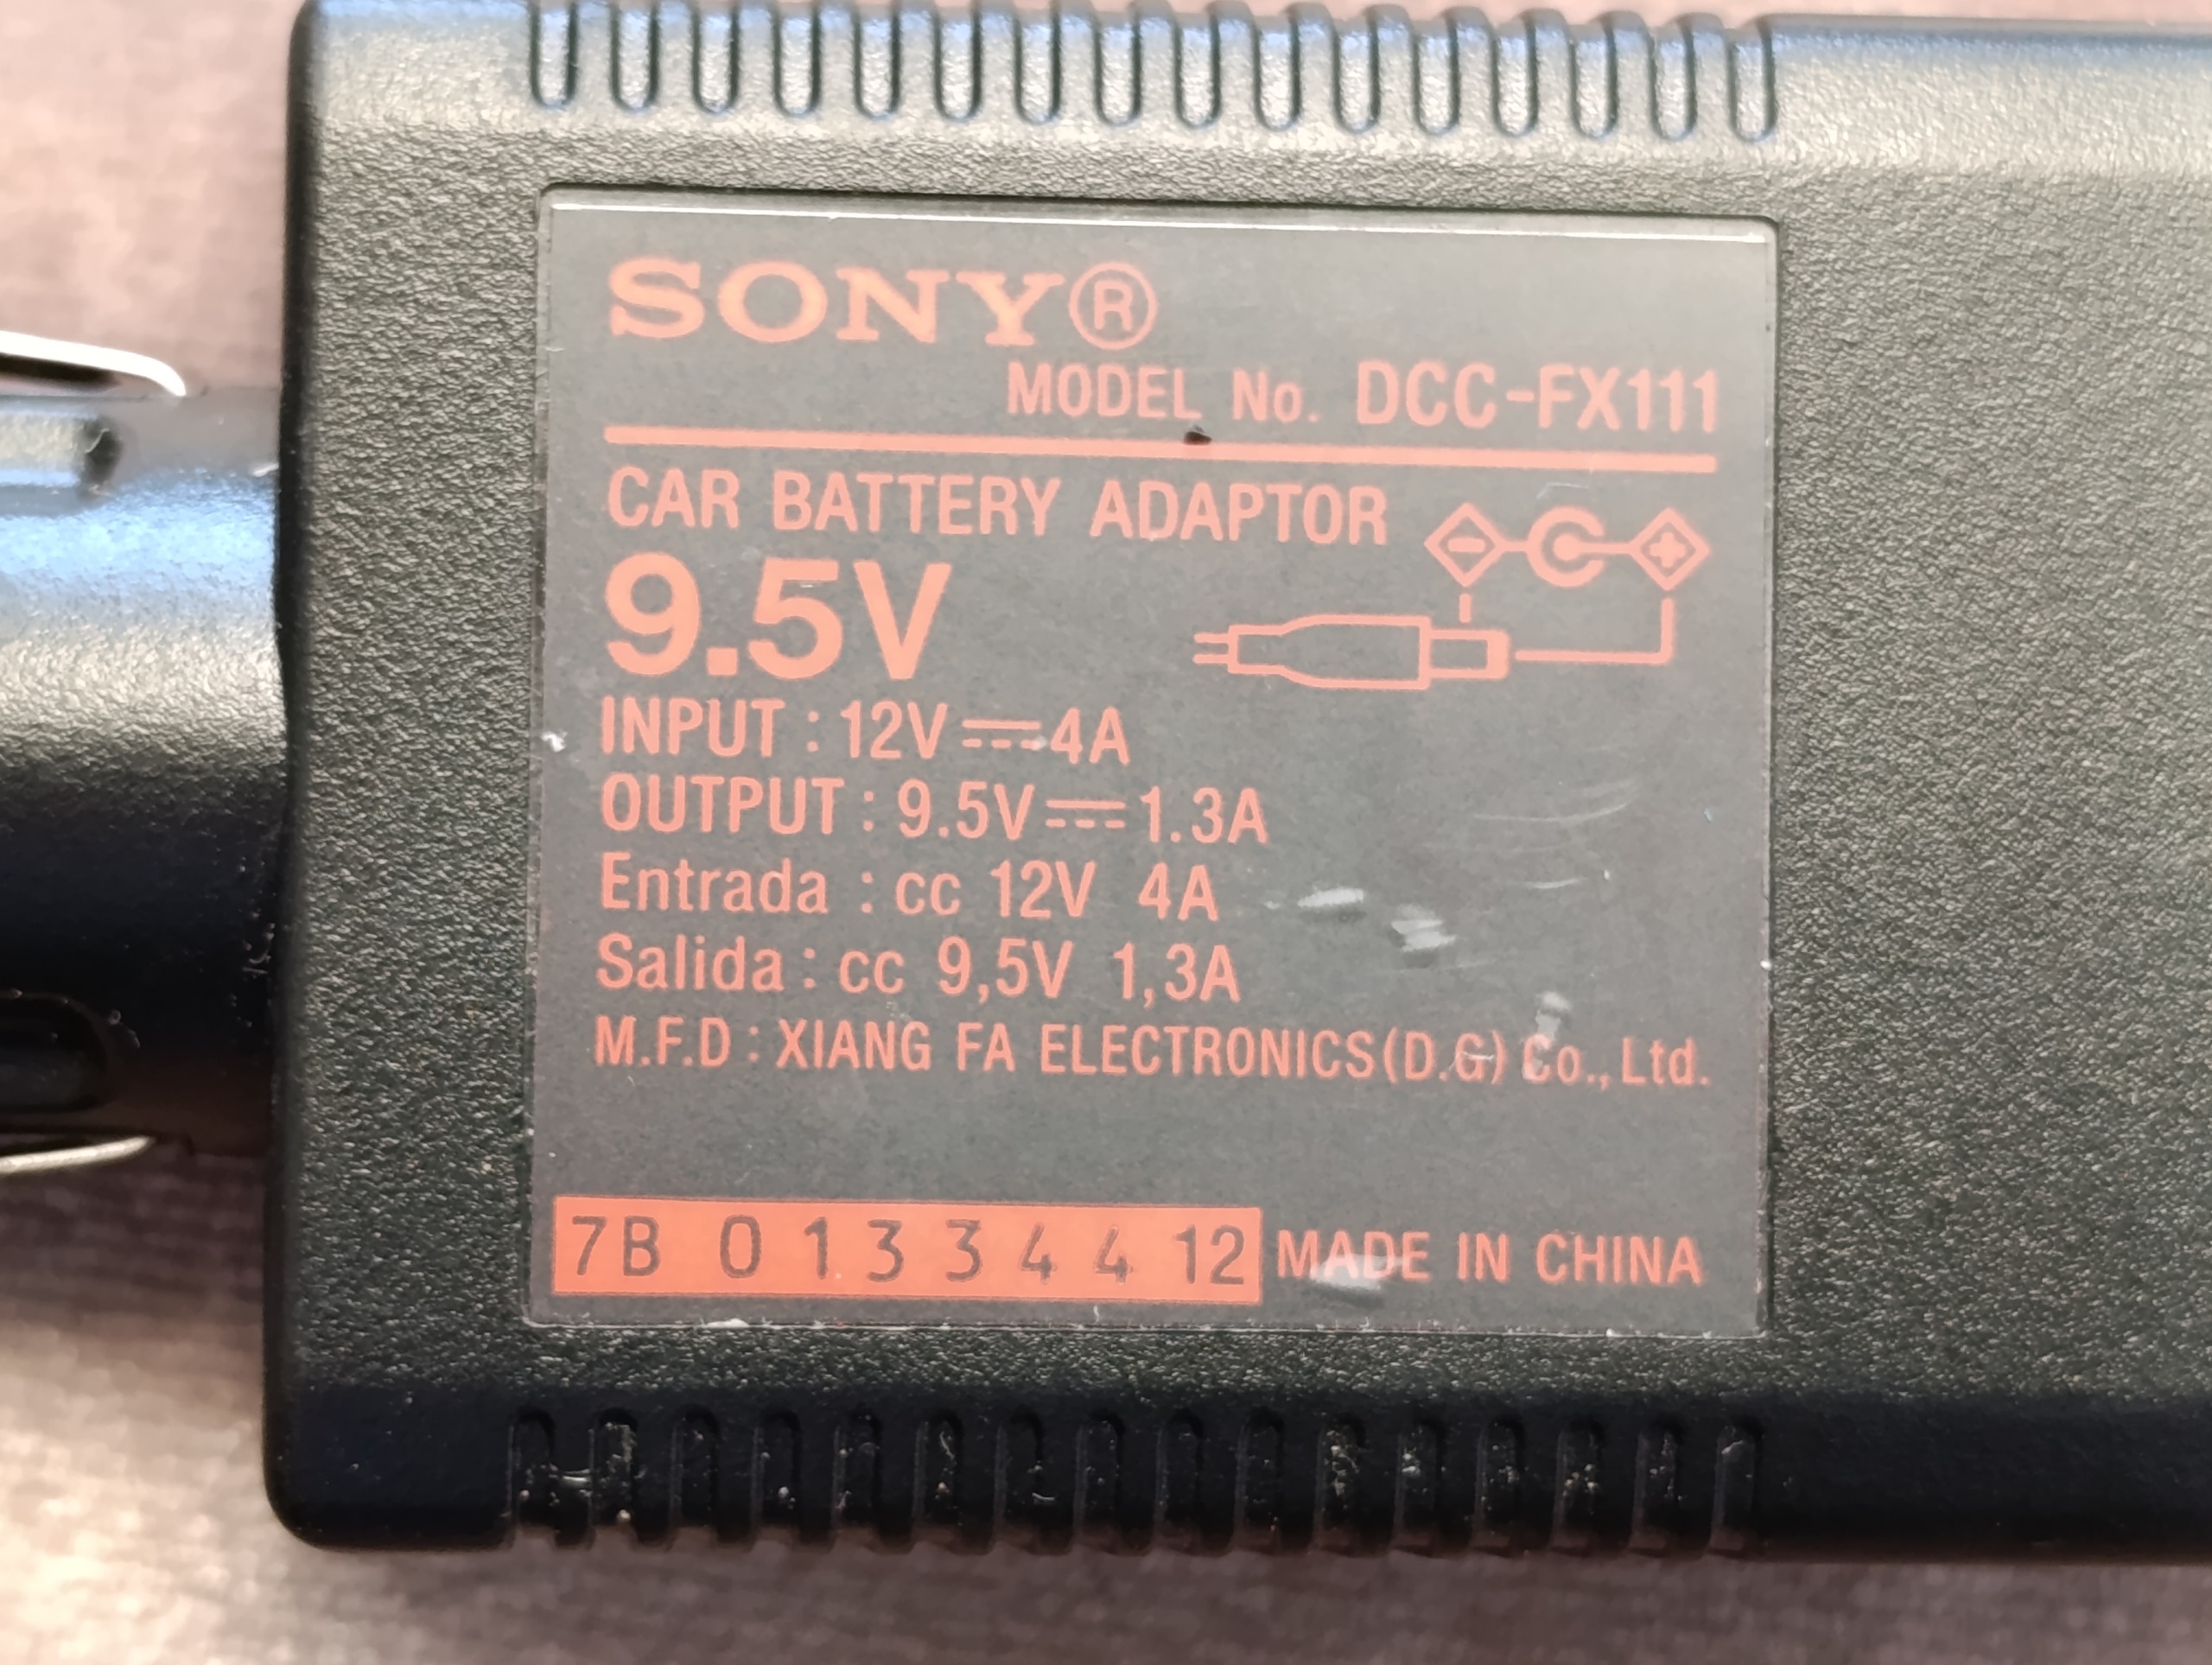 SONY®
MODEL No. DCC-FX111
CAR BATTERY ADAPTOR
9.5V
INPUT : 12V⎓4A
OUTPUT : 9.5V⎓1.3A
Entrada : cc 12V 4A
Salida : cc 9,5V 1,3A
M.F.D : XIANG FA ELECTRONICS(D.G) Co., Ltd.
7B 0 1 3 3 4 4 12 MADE IN CHINA